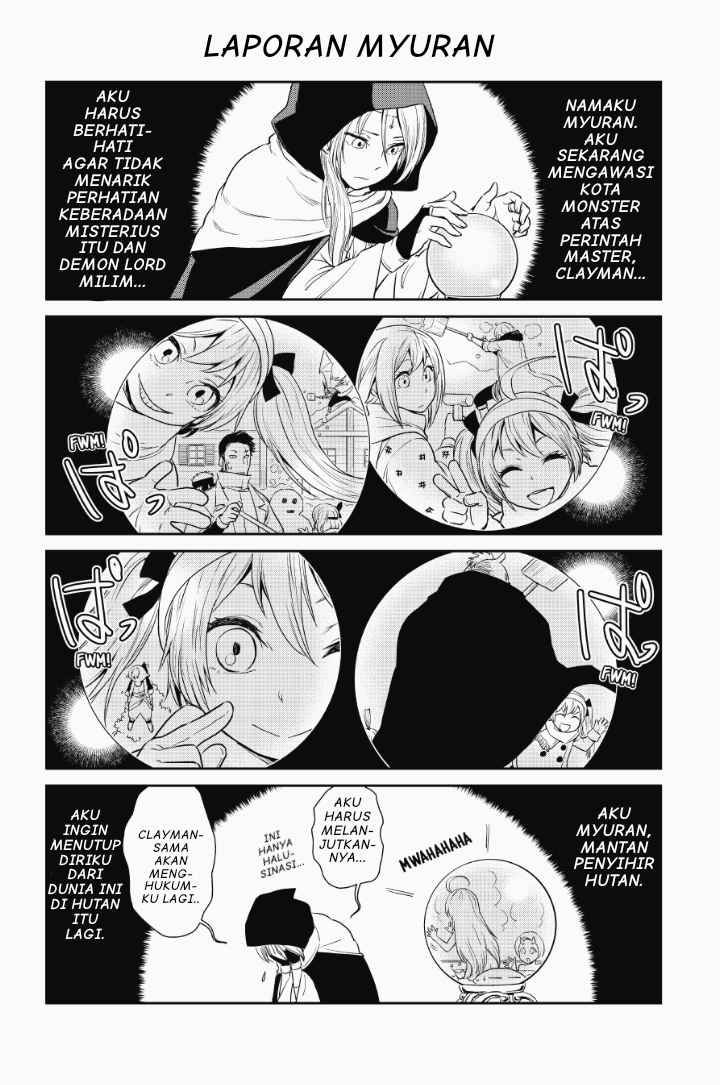 LAPORAN MYURAN
NAMAKU
MYURAN.
AKU
SEKARANG
MENGAWASI
KOTA
MONSTER
ATAS
PERINTAH
MASTER,
CLAYMAN...
AKU
HARUS
BERHATI-
HATI
AGAR TIDAK
MENARIK
PERHATIAN
KEBERADAAN
MISTERIUS
ITU DAN
DEMON LORD
MILIM...
ぱっ
FWM!
FWM!
ぱっ
ぱっ
FWM!
ぱっ
FWM!
AKU
MYURAN,
MANTAN
PENYIHIR
HUTAN.
MWAHAHAHA
AKU
HARUS
MELAN-
JUTKAN-
NYA...
INI
HANYA
HALU-
SINASI...
CLAYMAN-
SAMA
AKAN
MENG-
HUKUM-
KU LAGI..
AKU
INGIN
MENUTUP
DIRIKU
DARI
DUNIA INI
DI HUTAN
ITU
LAGI.